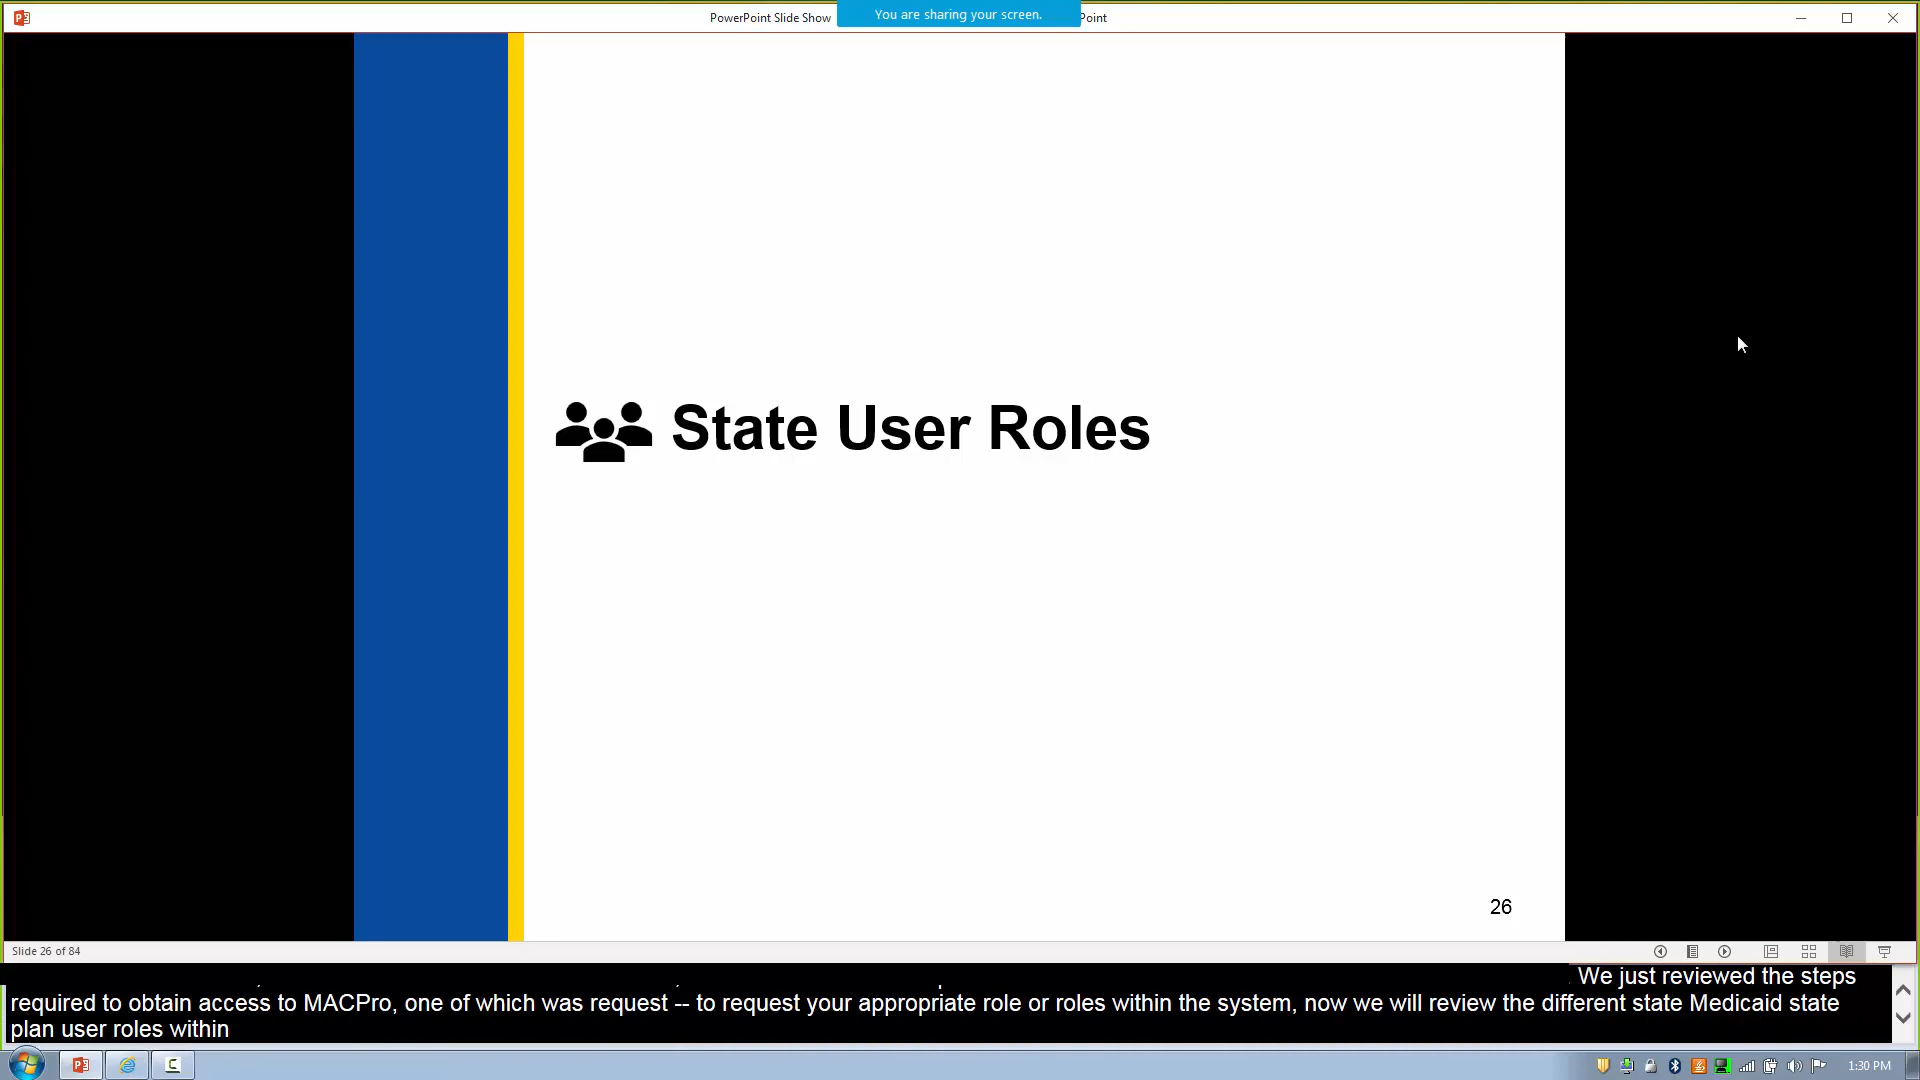 PowerPoint Slide Show
You are sharing your screen.
Point
State User Roles
26
Slide 26 of 84
We just reviewed the steps
required to obtain access to MACPro, one of which was request -- to request your appropriate role or roles within the system, now we will review the different state Medicaid state
plan user roles within
1:30 PM